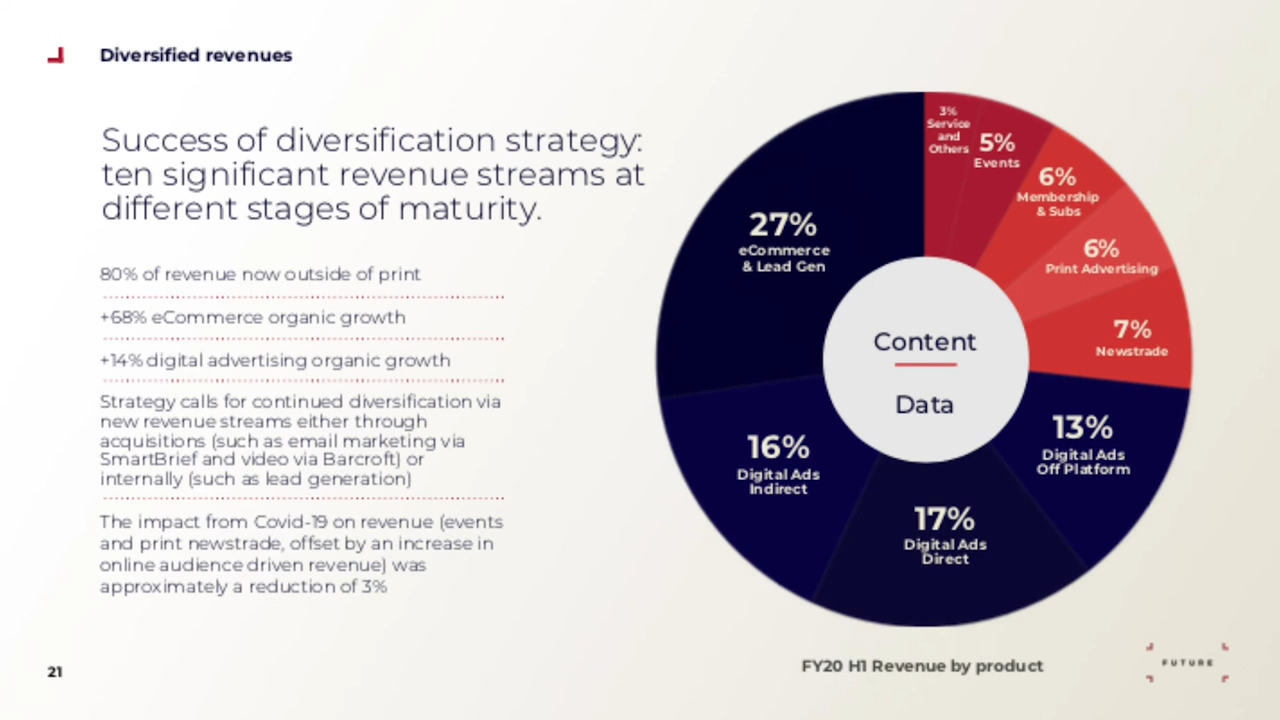 Diversified revenues
Success of diversification strategy:
ten significant revenue streams at
different stages of maturity.
80% of revenue now outside of print
+68% eCommerce organic growth
+14% digital advertising organic growth
Strategy calls for continued diversification via
new revenue streams either through
acquisitions (such as email marketing via
SmartBrief and video via Barcroft) or
internally (such as lead generation)
The impact from Covid-19 on revenue (events
and print newstrade, offset by an increase in
online audience driven revenue) was
approximately a reduction of 3%
3%
Service
and
Others
5%
Events
6%
Membership
& Subs
6%
Print Advertising
7%
Newstrade
13%
Digital Ads
Off Platform
17%
Digital Ads
Direct
16%
Digital Ads
Indirect
27%
eCommerce
& Lead Gen
Content
Data
FY20 H1 Revenue by product
FUTURE
21